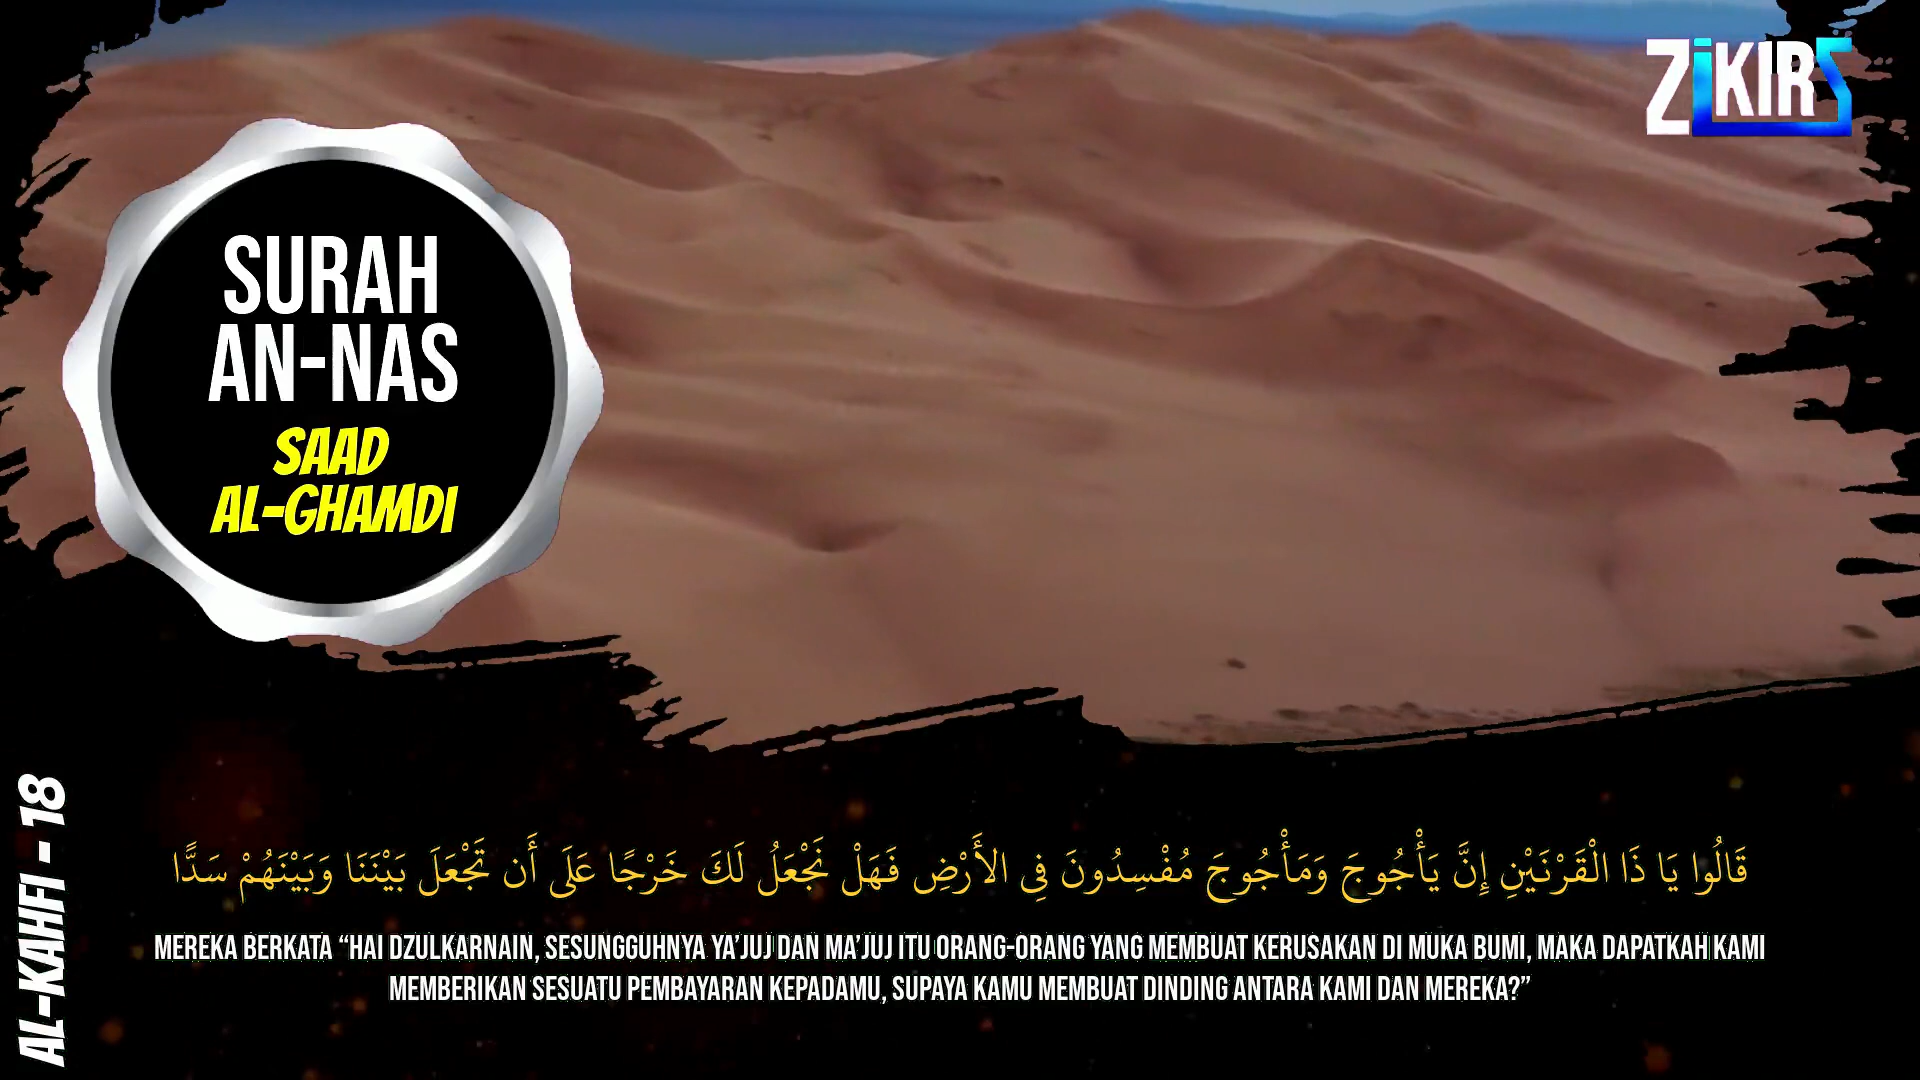 ZiKIRS
SURAH
AN-NAS
SAAD
AL-GHAMDI
AL-KAHFI - 18
قَالُوا يَا ذَا الْقَرْنَيْنِ إِنَّ يَأْجُوجَ وَمَأْجُوجَ مُفْسِدُونَ فِي الأَرْضِ فَهَلْ نَجْعَلُ لَكَ خَرْجًا عَلَى أَن تَجْعَلَ بَيْنَنَا وَبَيْنَهُمْ سَدًّا
MEREKA BERKATA “HAI DZULKARNAIN, SESUNGGUHNYA YA’JUJ DAN MA’JUJ ITU ORANG-ORANG YANG MEMBUAT KERUSAKAN DI MUKA BUMI, MAKA DAPATKAH KAMI
MEMBERIKAN SESUATU PEMBAYARAN KEPADAMU, SUPAYA KAMU MEMBUAT DINDING ANTARA KAMI DAN MEREKA?”